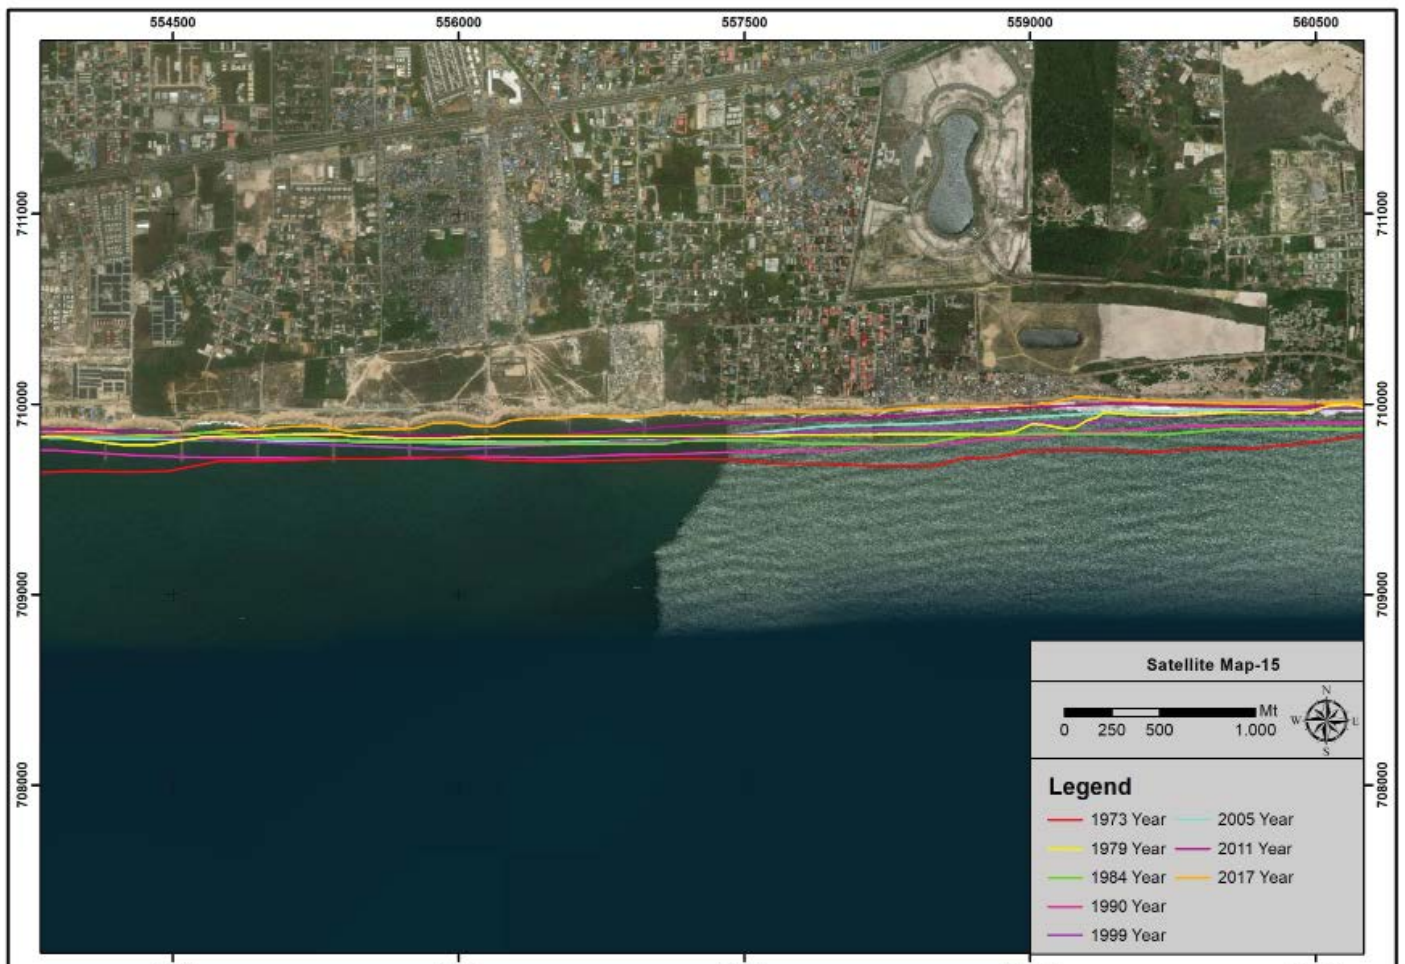 554500 556000 557500 559000 560500
711000 711000
710000 710000
709000 709000
708000 708000
Satellite Map-15
Mt
0 250 500 1.000
N
W E
S
Legend
1973 Year 2005 Year
1979 Year 2011 Year
1984 Year 2017 Year
1990 Year
1999 Year